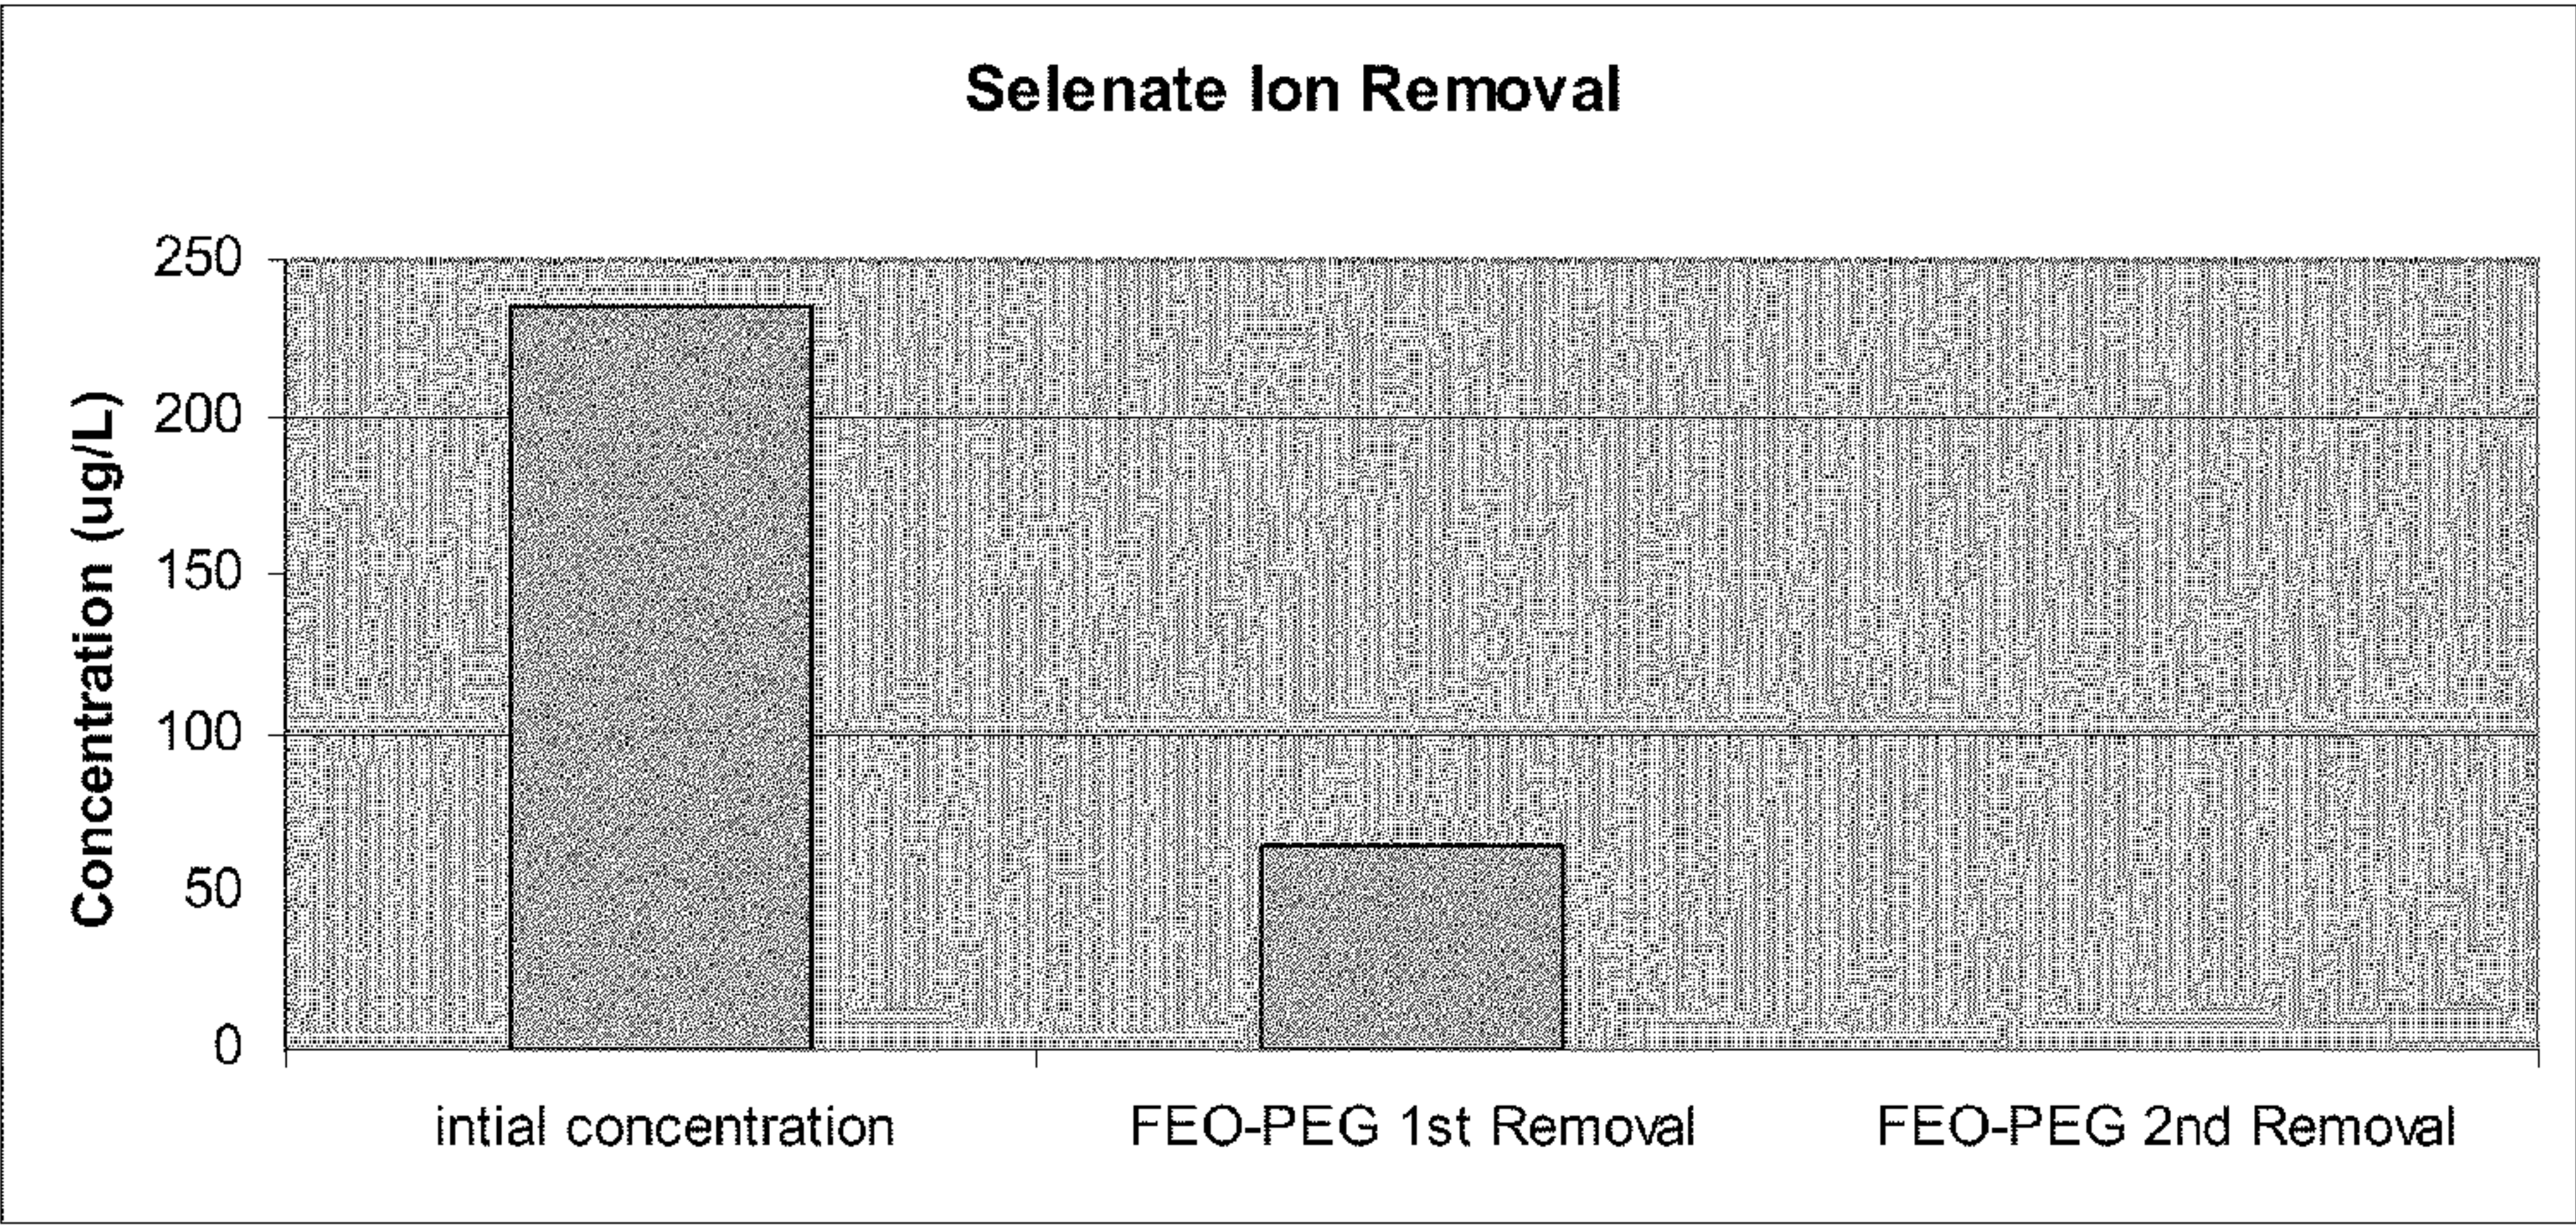 Selenate Ion Removal
Concentration (ug/L)
250
200
150
100
50
0
intial concentration
FEO-PEG 1st Removal
FEO-PEG 2nd Removal